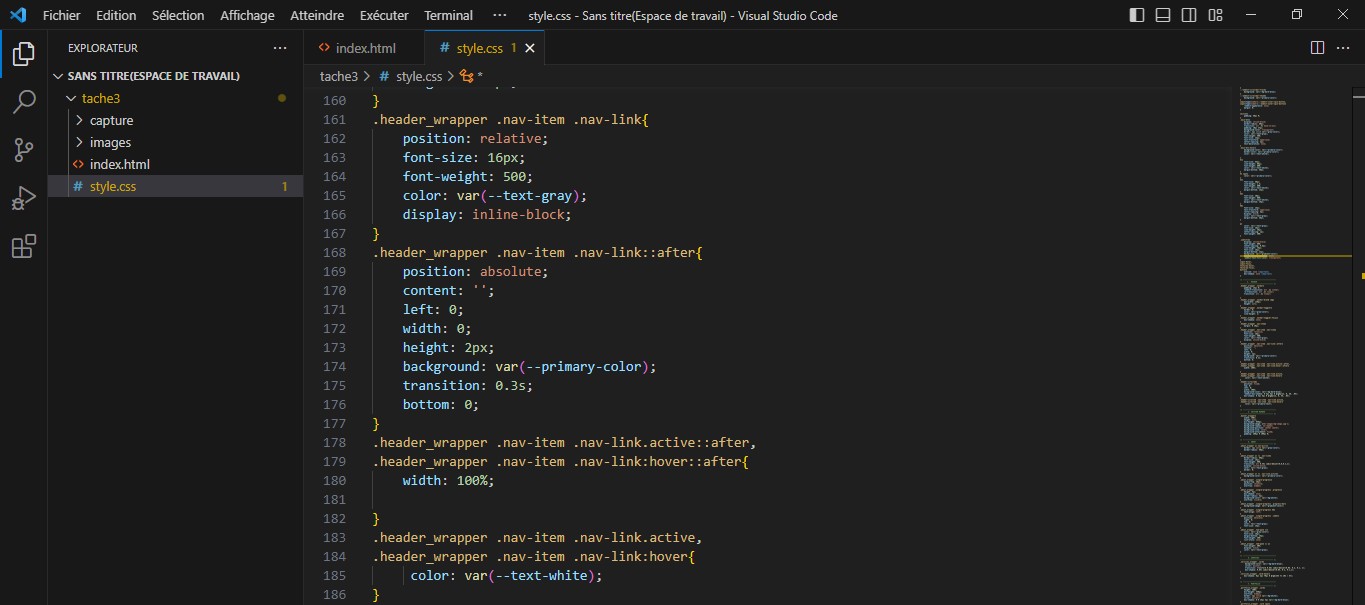 Fichier Edition Sélection Affichage Atteindre Exécuter Terminal ··· style.css - Sans titre(Espace de travail) - Visual Studio Code
EXPLORATEUR ···
index.html
# style.css 1
SANS TITRE(ESPACE DE TRAVAIL)
tache3 > # style.css > *
tache3
capture
images
index.html
# style.css 1
160 }
161 .header_wrapper .nav-item .nav-link{
162 position: relative;
163 font-size: 16px;
164 font-weight: 500;
165 color: var(--text-gray);
166 display: inline-block;
167 }
168 .header_wrapper .nav-item .nav-link::after{
169 position: absolute;
170 content: '';
171 left: 0;
172 width: 0;
173 height: 2px;
174 background: var(--primary-color);
175 transition: 0.3s;
176 bottom: 0;
177 }
178 .header_wrapper .nav-item .nav-link.active::after,
179 .header_wrapper .nav-item .nav-link:hover::after{
180 width: 100%;
181
182 }
183 .header_wrapper .nav-item .nav-link.active,
184 .header_wrapper .nav-item .nav-link:hover{
185 color: var(--text-white);
186 }